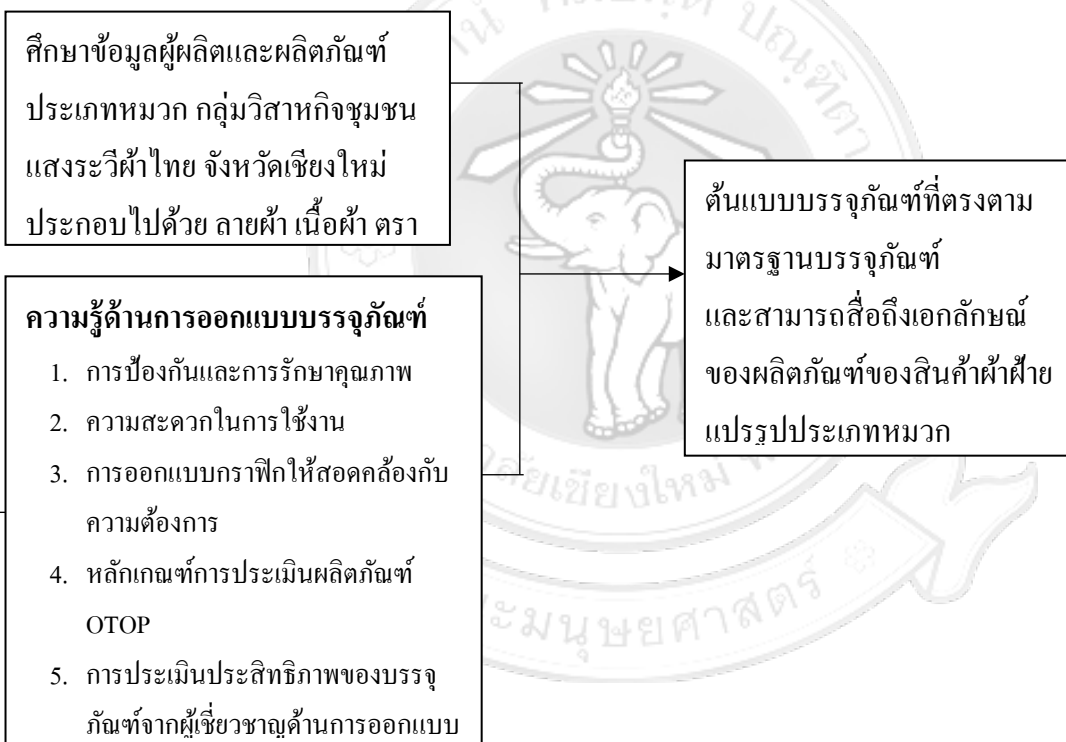 ศึกษาข้อมูลผู้ผลิตและผลิตภัณฑ์
ประเภทหมวก กลุ่มวิสาหกิจชุมชน
แสงระวีผ้าไทย จังหวัดเชียงใหม่
ประกอบไปด้วย ลายผ้า เนื้อผ้า ตรา
ความรู้ด้านการออกแบบบรรจุภัณฑ์
1. การป้องกันและการรักษาคุณภาพ
2. ความสะดวกในการใช้งาน
3. การออกแบบกราฟิกให้สอดคล้องกับ
ความต้องการ
4. หลักเกณฑ์การประเมินผลิตภัณฑ์
OTOP
5. การประเมินประสิทธิภาพของบรรจุ
ภัณฑ์จากผู้เชี่ยวชาญด้านการออกแบบ
ต้นแบบบรรจุภัณฑ์ที่ตรงตาม
มาตรฐานบรรจุภัณฑ์
และสามารถสื่อถึงเอกลักษณ์
ของผลิตภัณฑ์ของสินค้าผ้าฝ้าย
แปรรูปประเภทหมวก